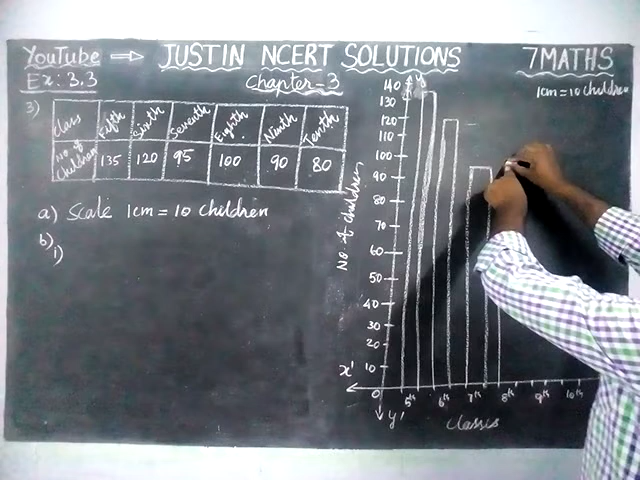 YouTube → JUSTIN NCERT SOLUTIONS 7MATHS
Ex: 3.3 Chapter-3
1cm = 10 children
3)
Class Fifth Sixth Seventh Eighth Ninth Tenth
No. of Children 135 120 95 100 90 80
a) Scale 1cm = 10 children
b)
i)
y
140
130
120
110
100
90
80
70
60
50
40
30
20
10
0
No. of children
x'
5th 6th 7th 8th 9th 10th
y'
classes